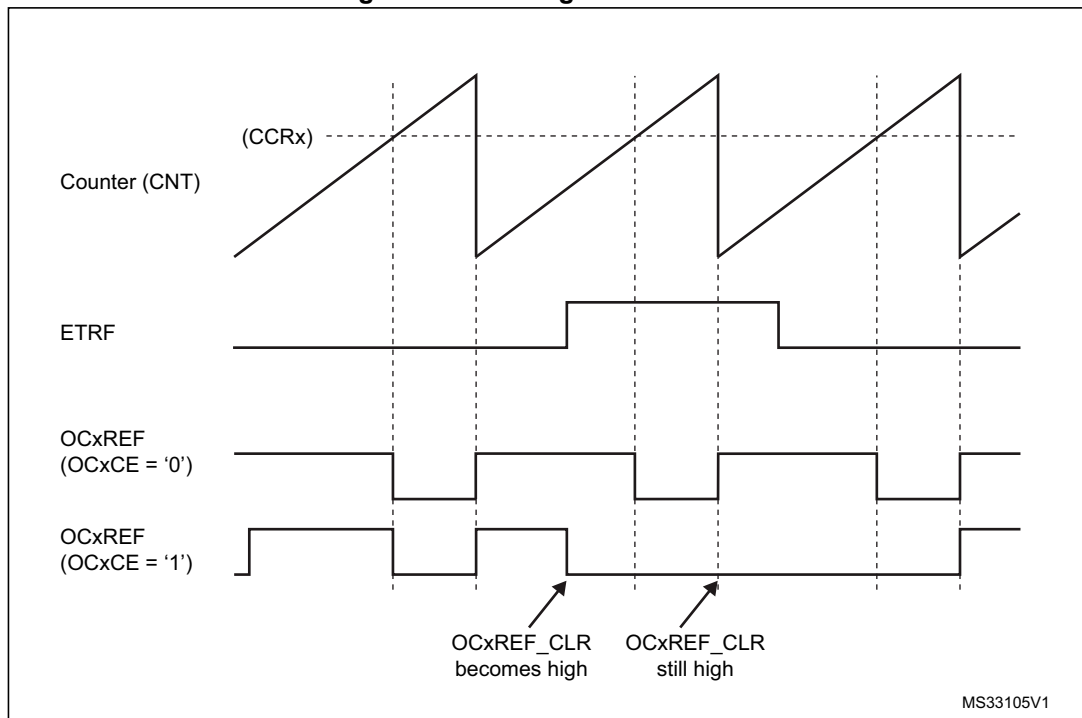 (CCRx)
Counter (CNT)
ETRF
OCxREF
(OCxCE = ‘0’)
OCxREF
(OCxCE = ‘1’)
OCxREF_CLR
becomes high
OCxREF_CLR
still high
MS33105V1